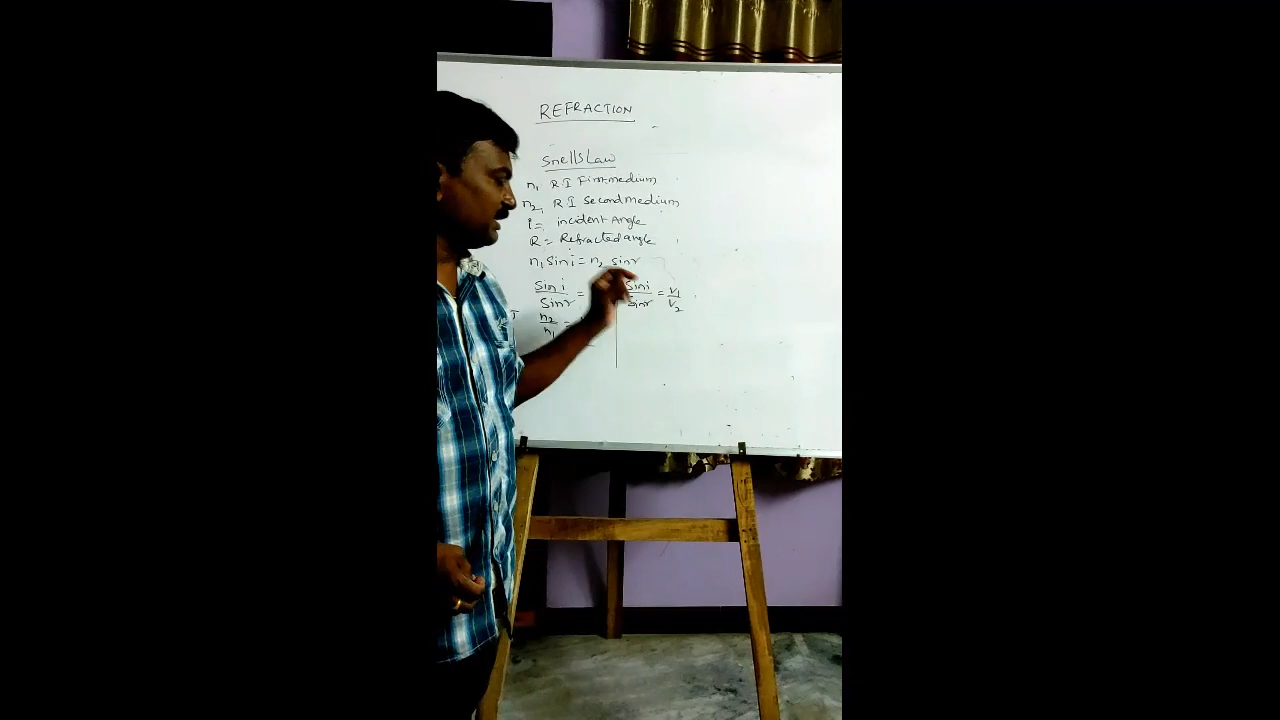 REFRACTION
Snells Law
n₁ R.I First medium
n₂ R.I Second Medium
i = incident Angle
R = Refracted angle
n₁ sin i = n₂ sin r
sin i / sin r = sin i / sin r = v₁ / v₂
n₂ / n₁ =